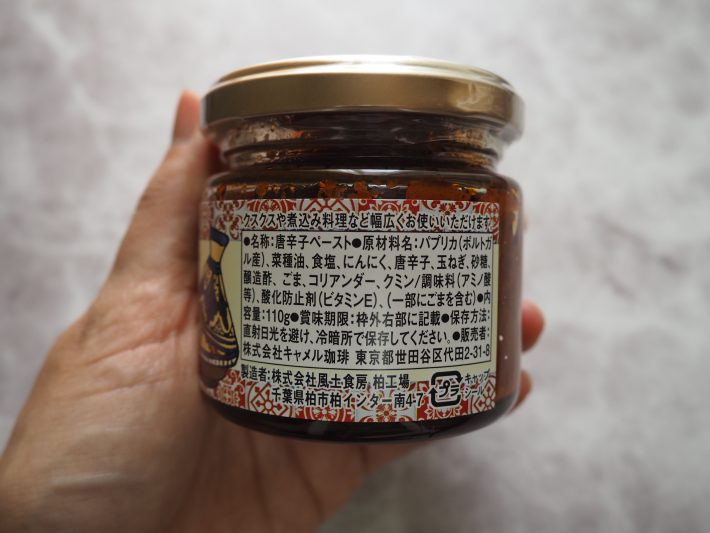 クスクスや煮込み料理など幅広くお使いいただけます
●名称:唐辛子ペースト●原材料名:パプリカ(ポルトガ
ル産)、菜種油、食塩、にんにく、唐辛子、玉ねぎ、砂糖、
醸造酢、ごま、コリアンダー、クミン/調味料(アミノ酸
等)、酸化防止剤(ビタミンE)、(一部にごまを含む)●内
容量:110g●賞味期限:枠外右部に記載●保存方法:
直射日光を避け、冷暗所で保存してください。●販売者:
株式会社キャメル珈琲 東京都世田谷区代田2-31-8
製造者:株式会社風土食房 柏工場
千葉県柏市柏インター南4-7
プラ
キャップ
シール